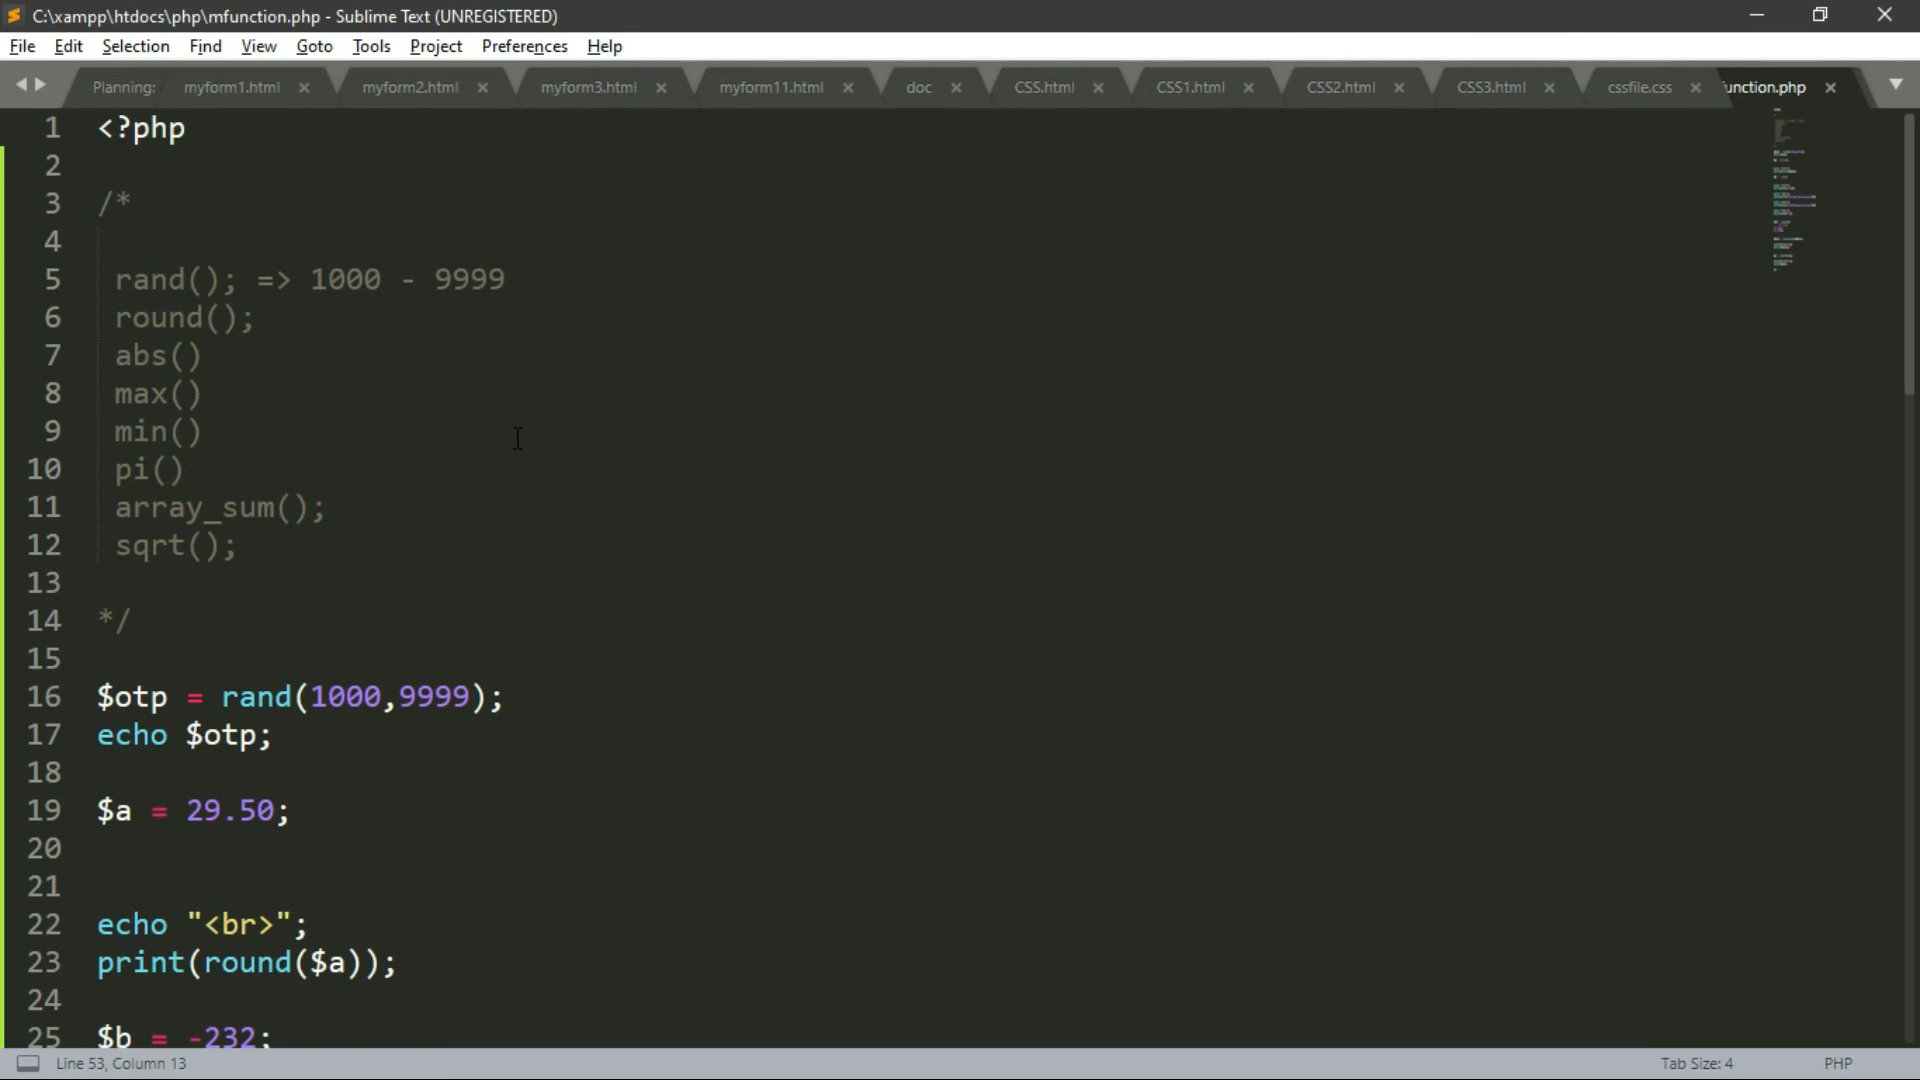 C:\xampp\htdocs\php\mfunction.php - Sublime Text (UNREGISTERED)
File Edit Selection Find View Goto Tools Project Preferences Help
Planning: myform1.html myform2.html myform3.html myform11.html doc CSS.html CSS1.html CSS2.html CSS3.html cssfile.css unction.php
1 <?php
2
3 /*
4
5 rand(); => 1000 - 9999
6 round();
7 abs()
8 max()
9 min()
10 pi()
11 array_sum();
12 sqrt();
13
14 */
15
16 $otp = rand(1000,9999);
17 echo $otp;
18
19 $a = 29.50;
20
21
22 echo "<br>";
23 print(round($a));
24
25 $b = -232;
Line 53, Column 13 Tab Size: 4 PHP